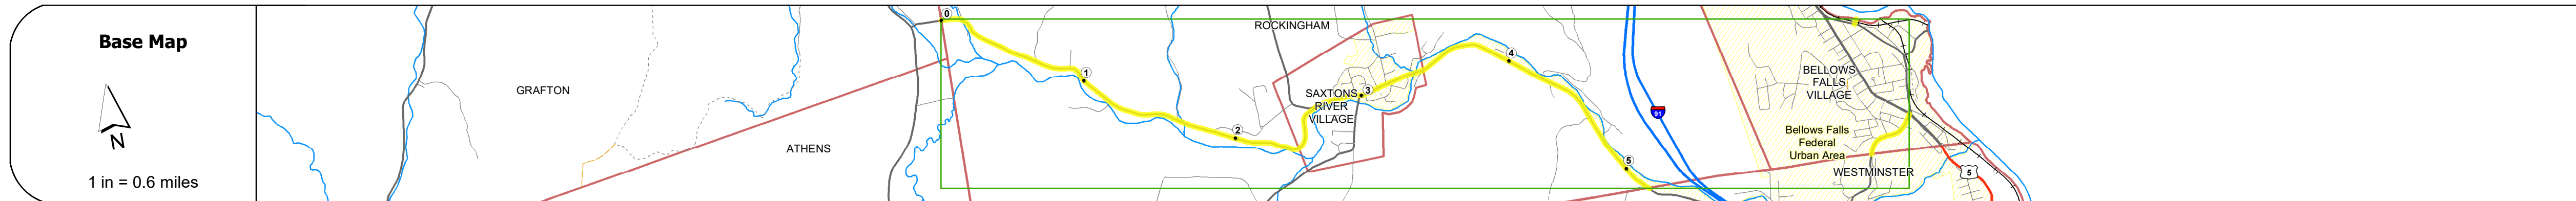 Base Map
N
1 in = 0.6 miles
GRAFTON
ATHENS
0
1
2
ROCKINGHAM
SAXTONS
RIVER
VILLAGE
3
4
5
91
BELLOWS
FALLS
VILLAGE
Bellows Falls
Federal
Urban Area
WESTMINSTER
5